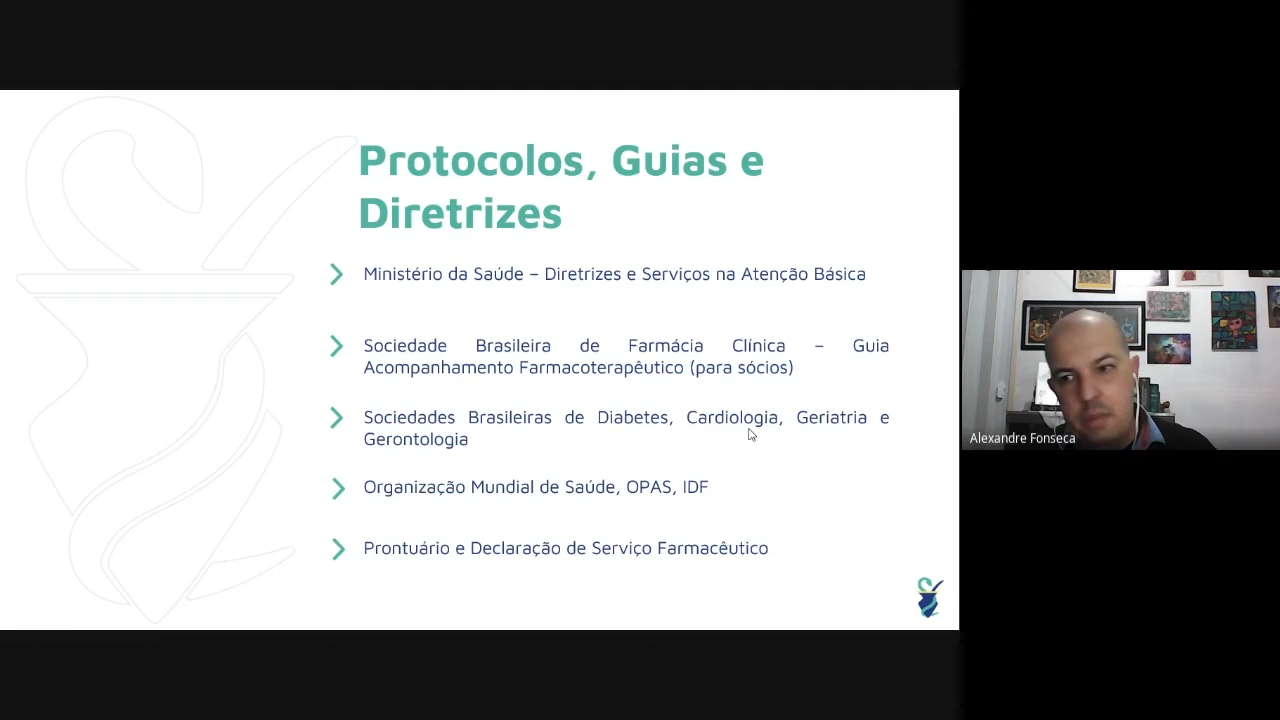 Protocolos, Guias e
Diretrizes
Ministério da Saúde – Diretrizes e Serviços na Atenção Básica
Sociedade Brasileira de Farmácia Clínica – Guia
Acompanhamento Farmacoterapêutico (para sócios)
Sociedades Brasileiras de Diabetes, Cardiologia, Geriatria e
Gerontologia
Organização Mundial de Saúde, OPAS, IDF
Prontuário e Declaração de Serviço Farmacêutico
Alexandre Fonseca